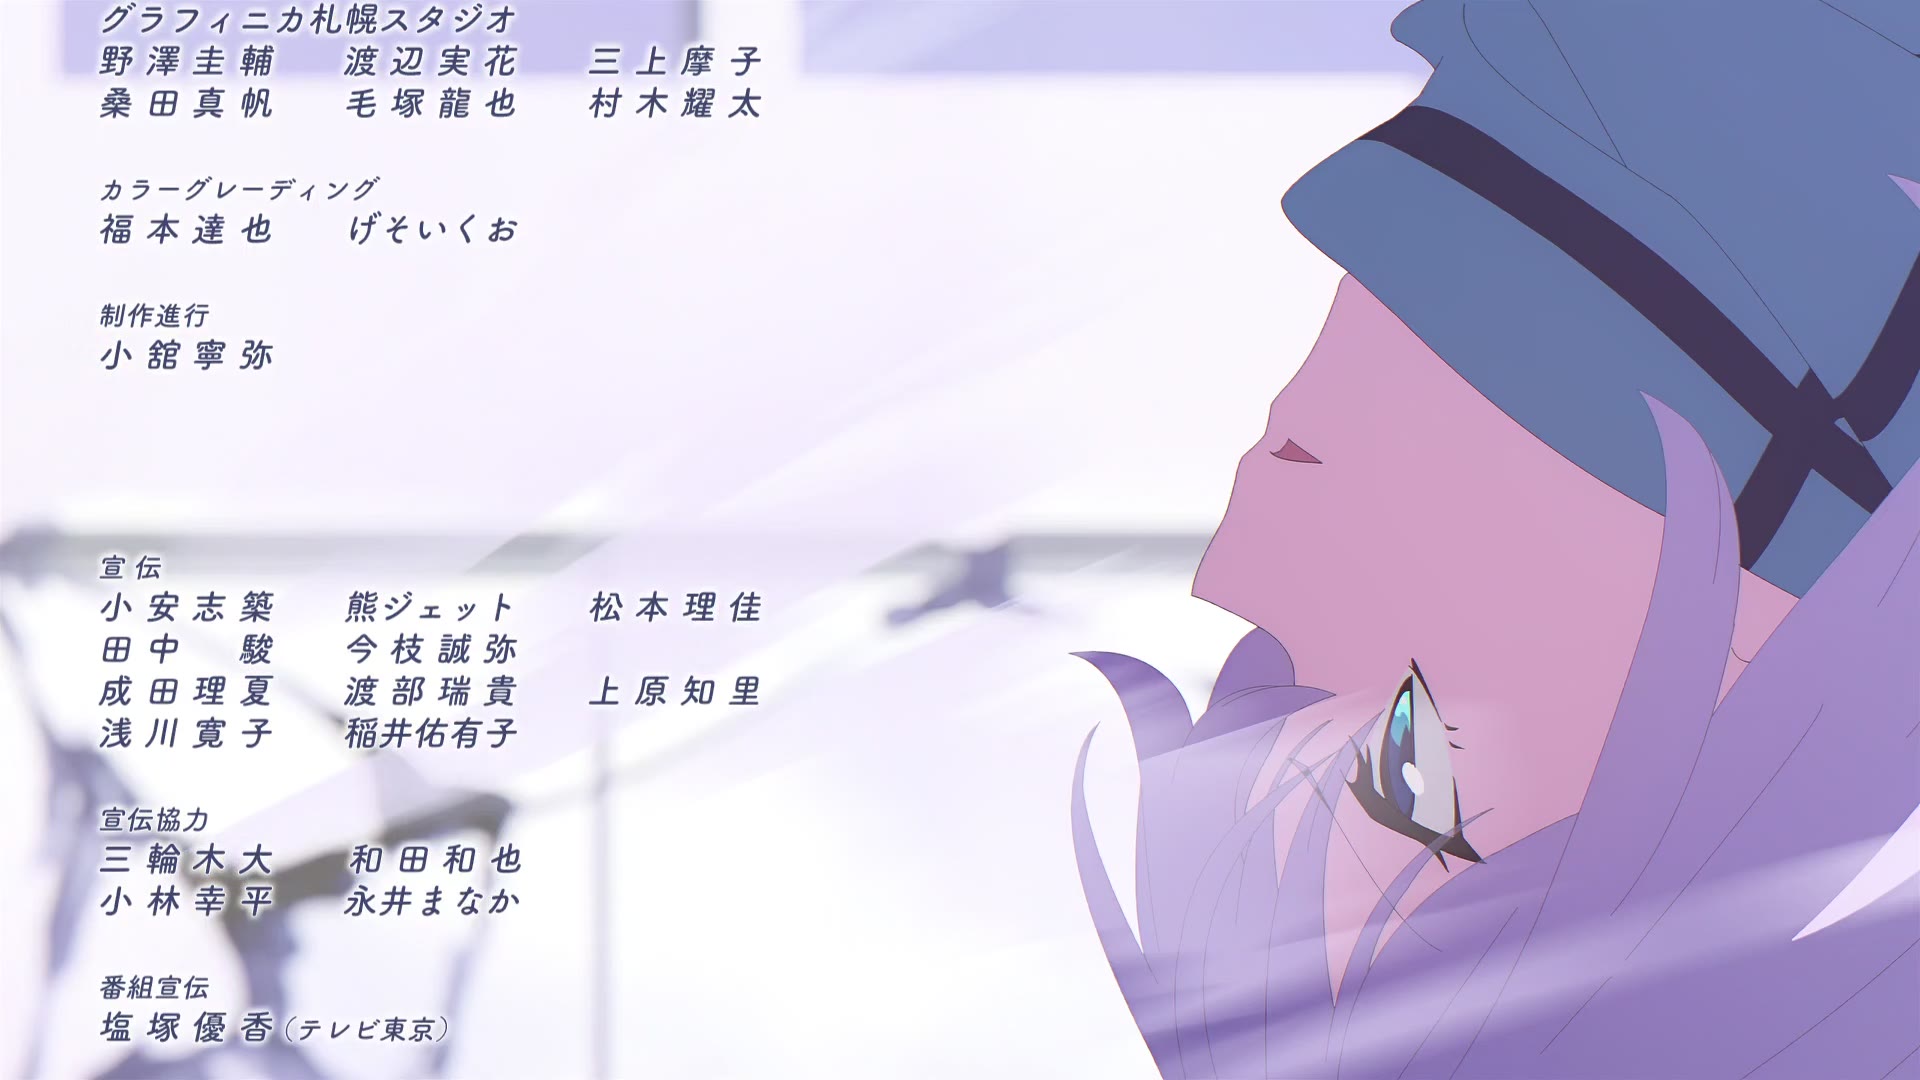 グラフィニカ札幌スタジオ
野澤圭輔 渡辺実花 三上摩子
桑田真帆 毛塚龍也 村木耀太
カラーグレーディング
福本達也 げそいくお
制作進行
小舘寧弥
宣伝
小安志築 熊ジェット 松本理佳
田中 駿 今枝誠弥
成田理夏 渡部瑞貴 上原知里
浅川寛子 稲井佑有子
宣伝協力
三輪木大 和田和也
小林幸平 永井まなか
番組宣伝
塩塚優香（テレビ東京）